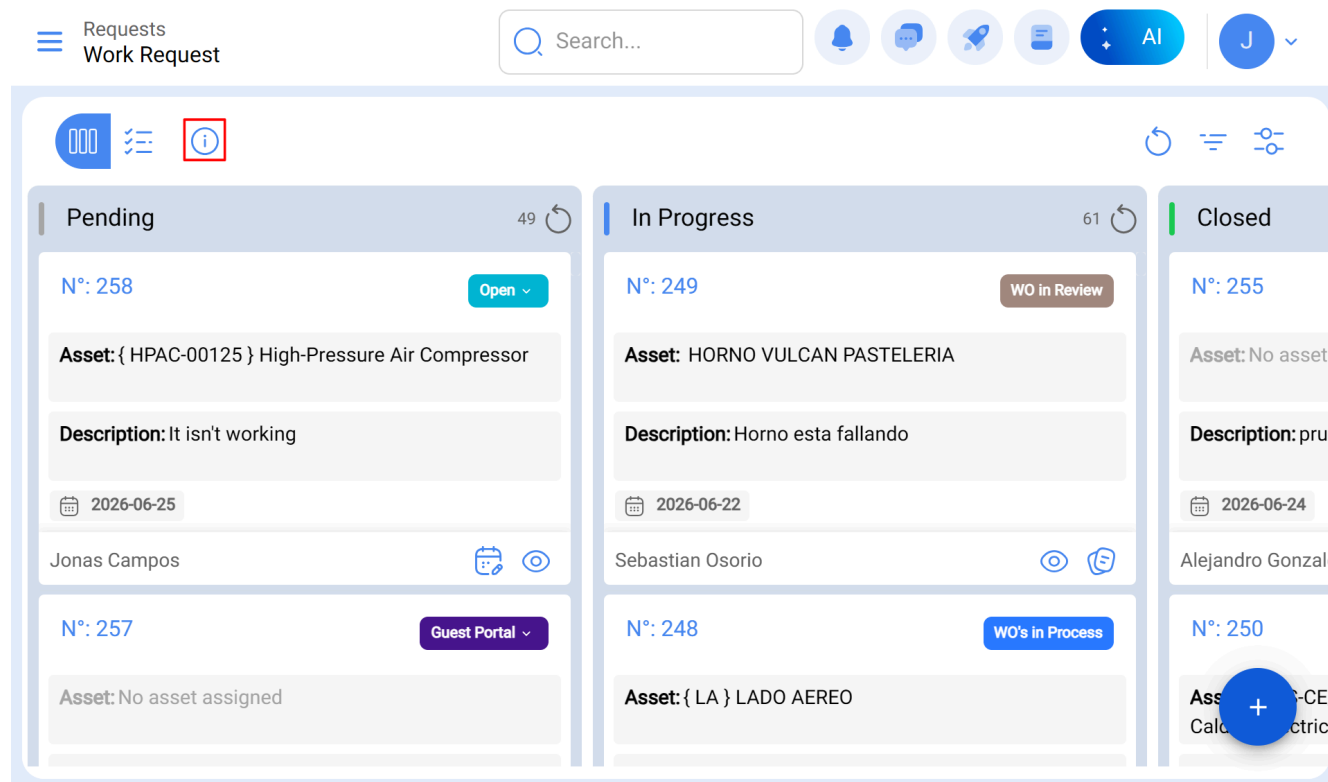 Requests
Work Request
Search...
AI
J
Pending
49
In Progress
61
Closed
N°: 258
Open
Asset: { HPAC-00125 } High-Pressure Air Compressor
Description: It isn't working
2026-06-25
Jonas Campos
N°: 249
WO in Review
Asset: HORNO VULCAN PASTELERIA
Description: Horno esta fallando
2026-06-22
Sebastian Osorio
N°: 255
Asset: No asset
Description: pru
2026-06-24
Alejandro Gonzal
N°: 257
Guest Portal
Asset: No asset assigned
N°: 248
WO's in Process
Asset: { LA } LADO AEREO
N°: 250